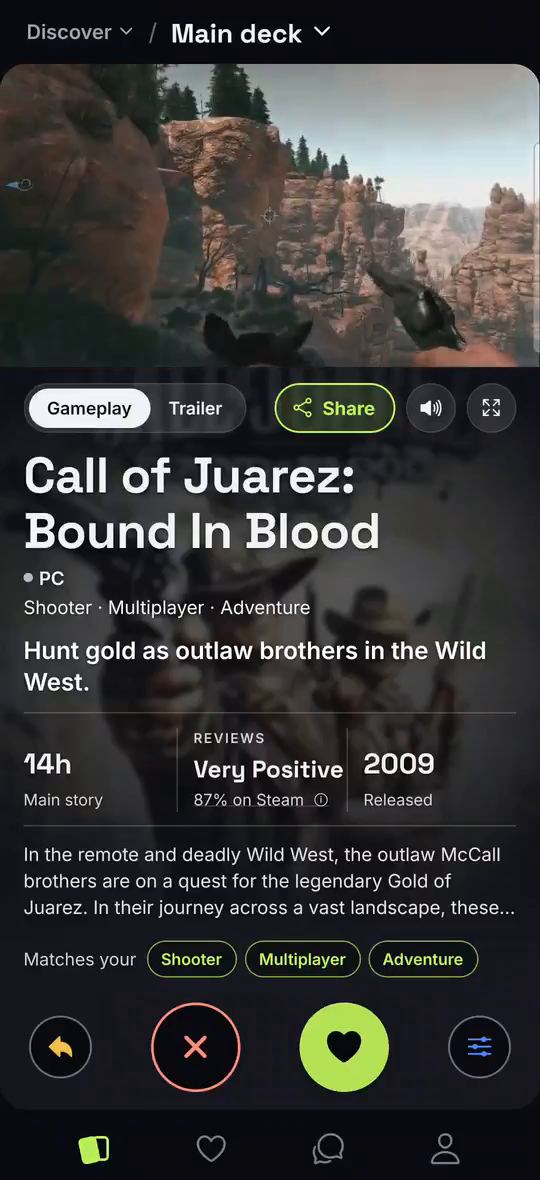 Discover / Main deck
Gameplay Trailer Share
Call of Juarez:
Bound In Blood
PC
Shooter · Multiplayer · Adventure
Hunt gold as outlaw brothers in the Wild
West.
14h
Main story
REVIEWS
Very Positive
87% on Steam
2009
Released
In the remote and deadly Wild West, the outlaw McCall
brothers are on a quest for the legendary Gold of
Juarez. In their journey across a vast landscape, these...
Matches your Shooter Multiplayer Adventure